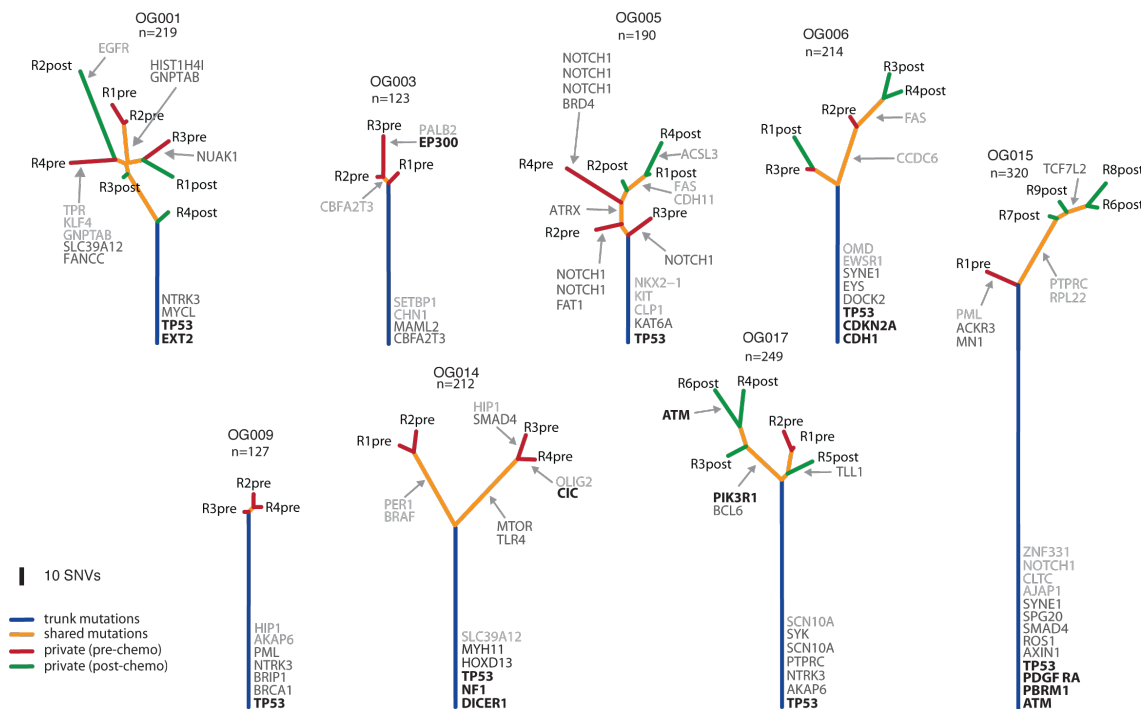 OG001
n=219
EGFR
R2post
HIST1H4I
GNPTAB
R1pre
R2pre
R3pre
NUAK1
R4pre
R3post
R1post
R4post
TPR
KLF4
GNPTAB
SLC39A12
FANCC
NTRK3
MYCL
TP53
EXT2
OG003
n=123
R3pre
PALB2
EP300
R2pre
R1pre
CBFA2T3
SETBP1
CHN1
MAML2
CBFA2T3
OG005
n=190
NOTCH1
NOTCH1
NOTCH1
BRD4
R4post
R4pre
R2post
ACSL3
R1post
FAS
CDH11
ATRX
R3pre
R2pre
NOTCH1
NOTCH1
NOTCH1
FAT1
NKX2−1
KIT
CLP1
KAT6A
TP53
OG006
n=214
R3post
R4post
R2pre
FAS
R1post
CCDC6
R3pre
OMD
EWSR1
SYNE1
EYS
DOCK2
TP53
CDKN2A
CDH1
OG015
n=320
TCF7L2
R8post
R9post
R6post
R7post
R1pre
PTPRC
RPL22
PML
ACKR3
MN1
ZNF331
NOTCH1
CLTC
AJAP1
SYNE1
SPG20
SMAD4
ROS1
AXIN1
TP53
PDGF RA
PBRM1
ATM
OG009
n=127
R2pre
R3pre
R4pre
HIP1
AKAP6
PML
NTRK3
BRIP1
BRCA1
TP53
OG014
n=212
HIP1
SMAD4
R2pre
R1pre
R3pre
R4pre
OLIG2
CIC
PER1
BRAF
MTOR
TLR4
SLC39A12
MYH11
HOXD13
TP53
NF1
DICER1
OG017
n=249
R6post
R4post
ATM
R2pre
R1pre
R3post
R5post
TLL1
PIK3R1
BCL6
SCN10A
SYK
SCN10A
PTPRC
NTRK3
AKAP6
TP53
10 SNVs
trunk mutations
shared mutations
private (pre-chemo)
private (post-chemo)